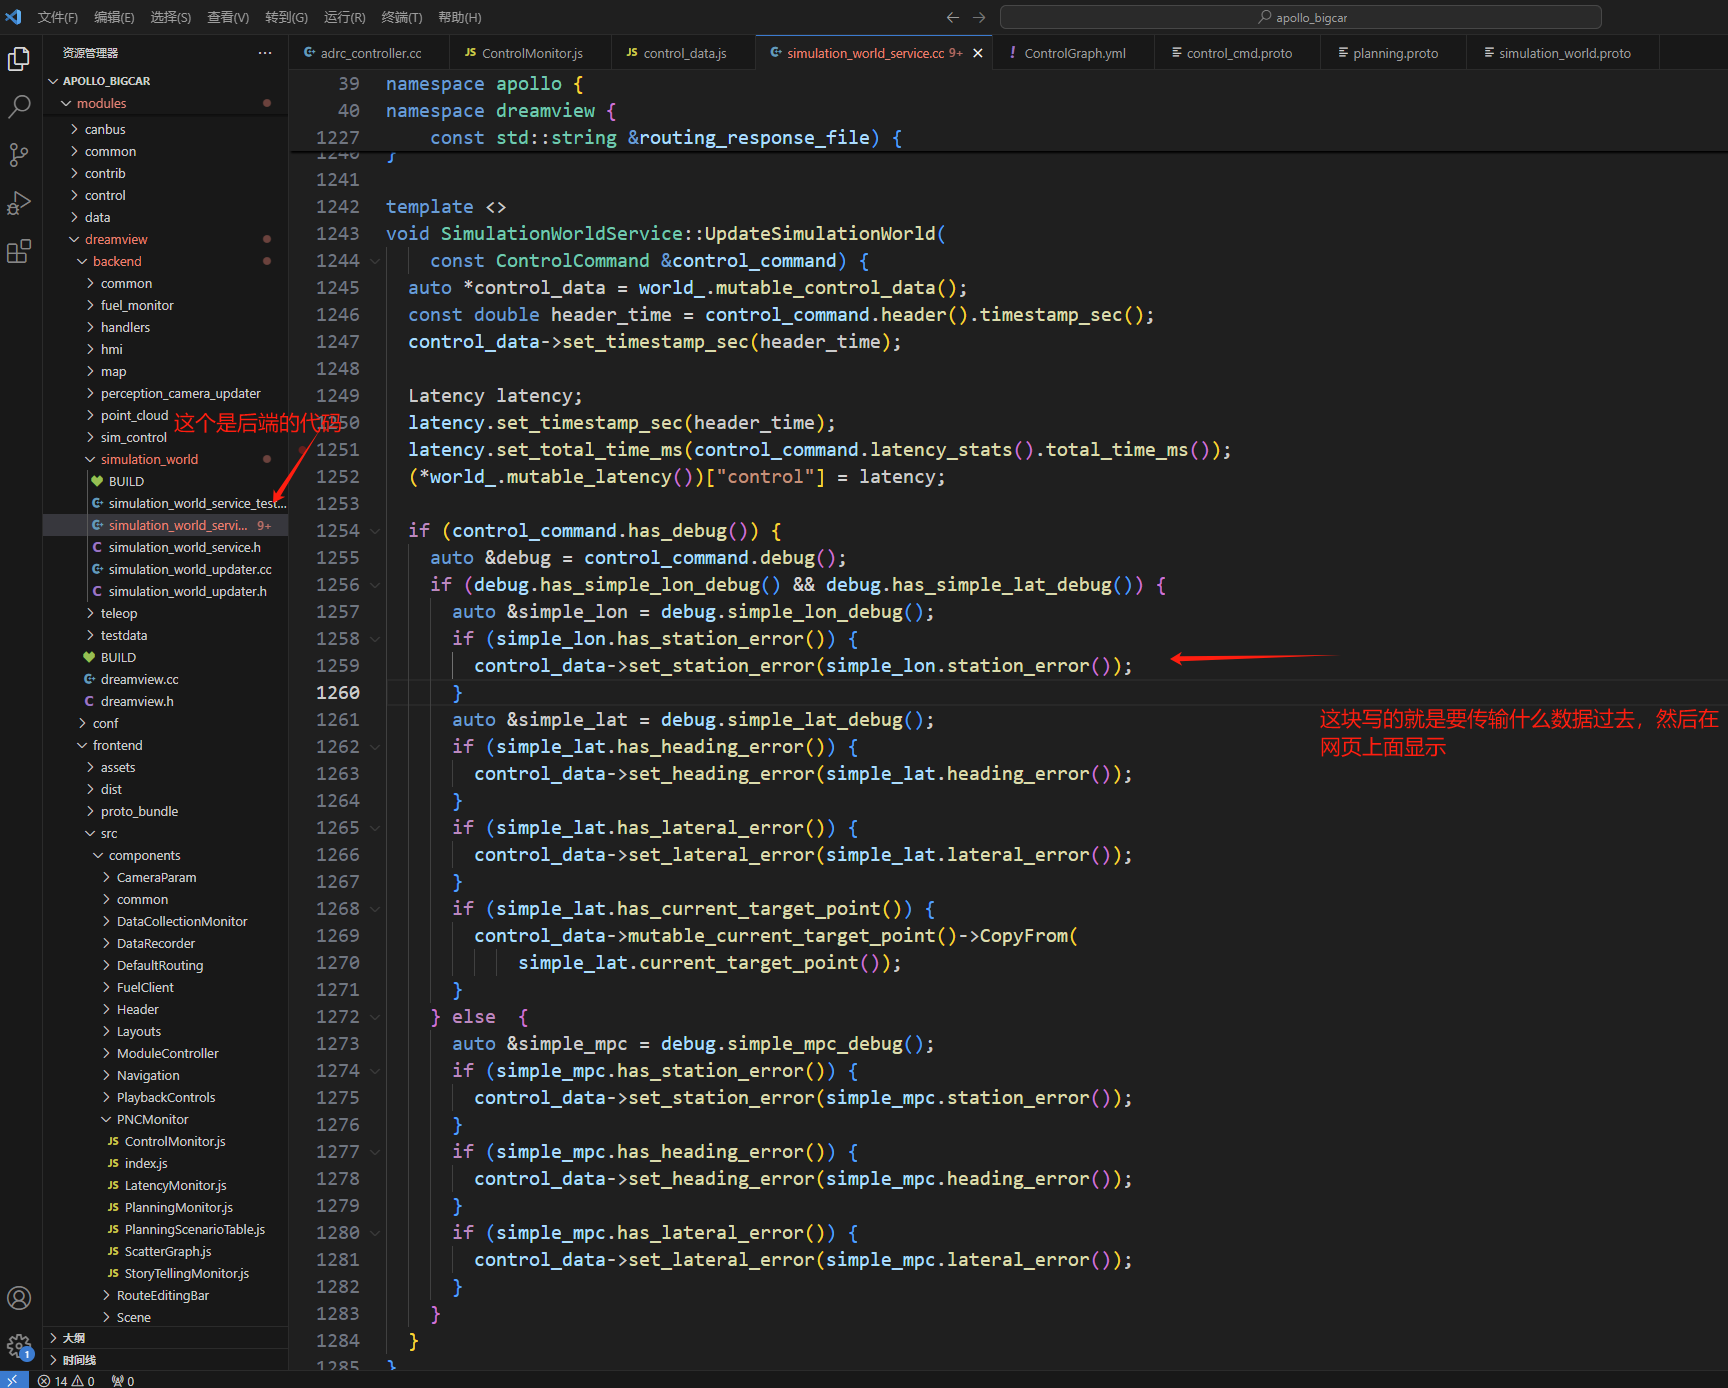 文件(F) 编辑(E) 选择(S) 查看(V) 转到(G) 运行(R) 终端(T) 帮助(H)
apollo_bigcar
资源管理器
adrc_controller.cc
JS ControlMonitor.js
JS control_data.js
simulation_world_service.cc 9+
! ControlGraph.yml
control_cmd.proto
planning.proto
simulation_world.proto
APOLLO_BIGCAR
modules
canbus
common
contrib
control
data
dreamview
backend
common
fuel_monitor
handlers
hmi
map
perception_camera_updater
point_cloud
sim_control
simulation_world
BUILD
simulation_world_service_test...
simulation_world_servi... 9+
C simulation_world_service.h
simulation_world_updater.cc
C simulation_world_updater.h
teleop
testdata
BUILD
dreamview.cc
C dreamview.h
conf
frontend
assets
dist
proto_bundle
src
components
CameraParam
common
DataCollectionMonitor
DataRecorder
DefaultRouting
FuelClient
Header
Layouts
ModuleController
Navigation
PlaybackControls
PNCMonitor
JS ControlMonitor.js
JS index.js
JS LatencyMonitor.js
JS PlanningMonitor.js
JS PlanningScenarioTable.js
JS ScatterGraph.js
JS StoryTellingMonitor.js
RouteEditingBar
Scene
大纲
时间线
1
14 0 0
这个是后端的代码
39 namespace apollo {
40 namespace dreamview {
1227 const std::string &routing_response_file) {
1240 }
1241
1242 template <>
1243 void SimulationWorldService::UpdateSimulationWorld(
1244 const ControlCommand &control_command) {
1245 auto *control_data = world_.mutable_control_data();
1246 const double header_time = control_command.header().timestamp_sec();
1247 control_data->set_timestamp_sec(header_time);
1248
1249 Latency latency;
1250 latency.set_timestamp_sec(header_time);
1251 latency.set_total_time_ms(control_command.latency_stats().total_time_ms());
1252 (*world_.mutable_latency())["control"] = latency;
1253
1254 if (control_command.has_debug()) {
1255 auto &debug = control_command.debug();
1256 if (debug.has_simple_lon_debug() && debug.has_simple_lat_debug()) {
1257 auto &simple_lon = debug.simple_lon_debug();
1258 if (simple_lon.has_station_error()) {
1259 control_data->set_station_error(simple_lon.station_error());
1260 }
1261 auto &simple_lat = debug.simple_lat_debug();
1262 if (simple_lat.has_heading_error()) {
1263 control_data->set_heading_error(simple_lat.heading_error());
1264 }
1265 if (simple_lat.has_lateral_error()) {
1266 control_data->set_lateral_error(simple_lat.lateral_error());
1267 }
1268 if (simple_lat.has_current_target_point()) {
1269 control_data->mutable_current_target_point()->CopyFrom(
1270 simple_lat.current_target_point());
1271 }
1272 } else {
1273 auto &simple_mpc = debug.simple_mpc_debug();
1274 if (simple_mpc.has_station_error()) {
1275 control_data->set_station_error(simple_mpc.station_error());
1276 }
1277 if (simple_mpc.has_heading_error()) {
1278 control_data->set_heading_error(simple_mpc.heading_error());
1279 }
1280 if (simple_mpc.has_lateral_error()) {
1281 control_data->set_lateral_error(simple_mpc.lateral_error());
1282 }
1283 }
1284 }
1285 }
这块写的就是要传输什么数据过去，然后在
网页上面显示